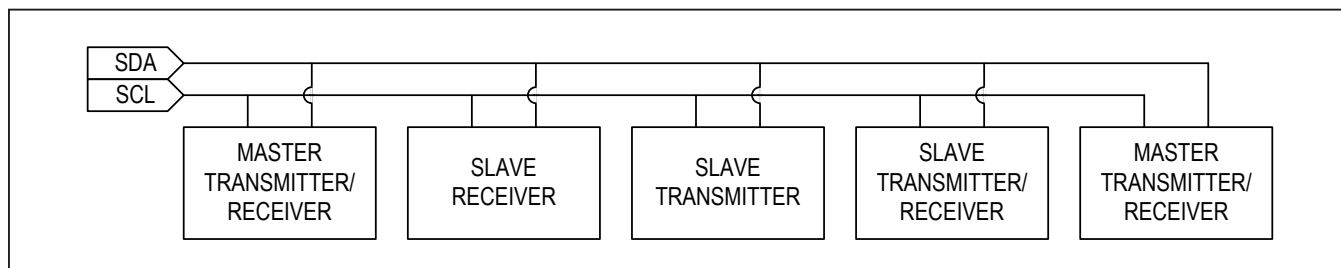 SDA
SCL
MASTER
TRANSMITTER/
RECEIVER
SLAVE
RECEIVER
SLAVE
TRANSMITTER
SLAVE
TRANSMITTER/
RECEIVER
MASTER
TRANSMITTER/
RECEIVER